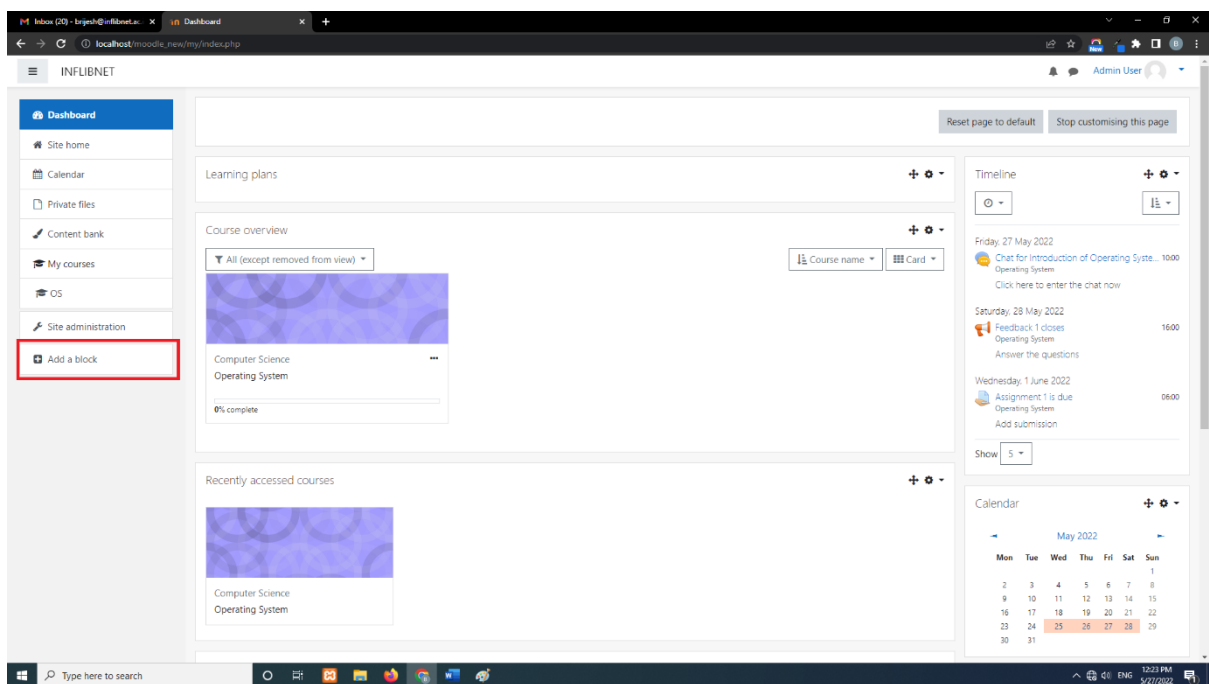 Inbox (20) - brijesh@inflibnet.ac.
Dashboard
localhost/moodle_new/my/index.php
New
B
INFLIBNET
Admin User
Dashboard
Site home
Calendar
Private files
Content bank
My courses
OS
Site administration
Add a block
Reset page to default
Stop customising this page
Learning plans
Course overview
All (except removed from view)
Course name
Card
Computer Science
Operating System
0% complete
Recently accessed courses
Computer Science
Operating System
Timeline
Friday, 27 May 2022
Chat for Introduction of Operating Syste... 10:00
Operating System
Click here to enter the chat now
Saturday, 28 May 2022
Feedback 1 closes 16:00
Operating System
Answer the questions
Wednesday, 1 June 2022
Assignment 1 is due 06:00
Operating System
Add submission
Show 5
Calendar
May 2022
Mon Tue Wed Thu Fri Sat Sun
1
2 3 4 5 6 7 8
9 10 11 12 13 14 15
16 17 18 19 20 21 22
23 24 25 26 27 28 29
30 31
Type here to search
ENG
12:23 PM
5/27/2022